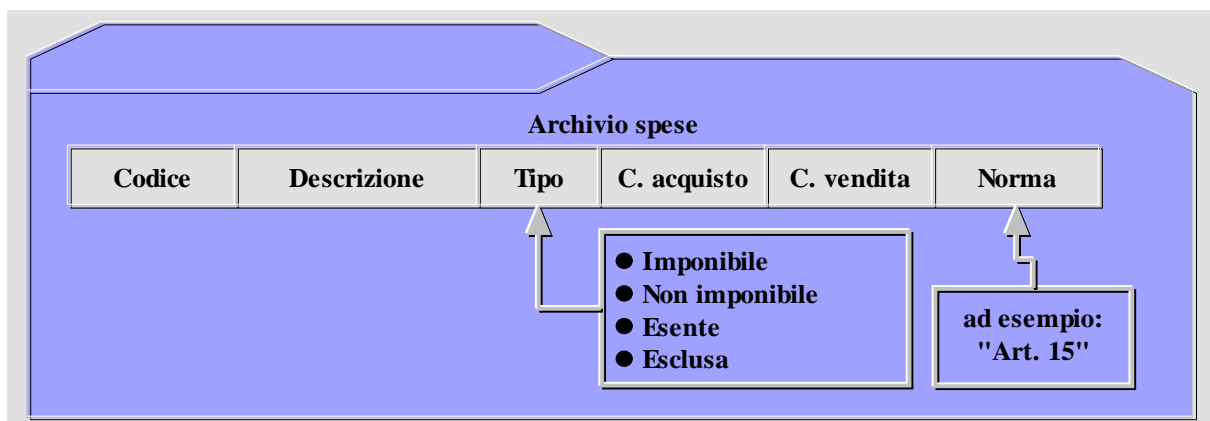 Archivio spese
Codice Descrizione Tipo C. acquisto C. vendita Norma
● Imponibile
● Non imponibile
● Esente
● Esclusa
ad esempio:
"Art. 15"